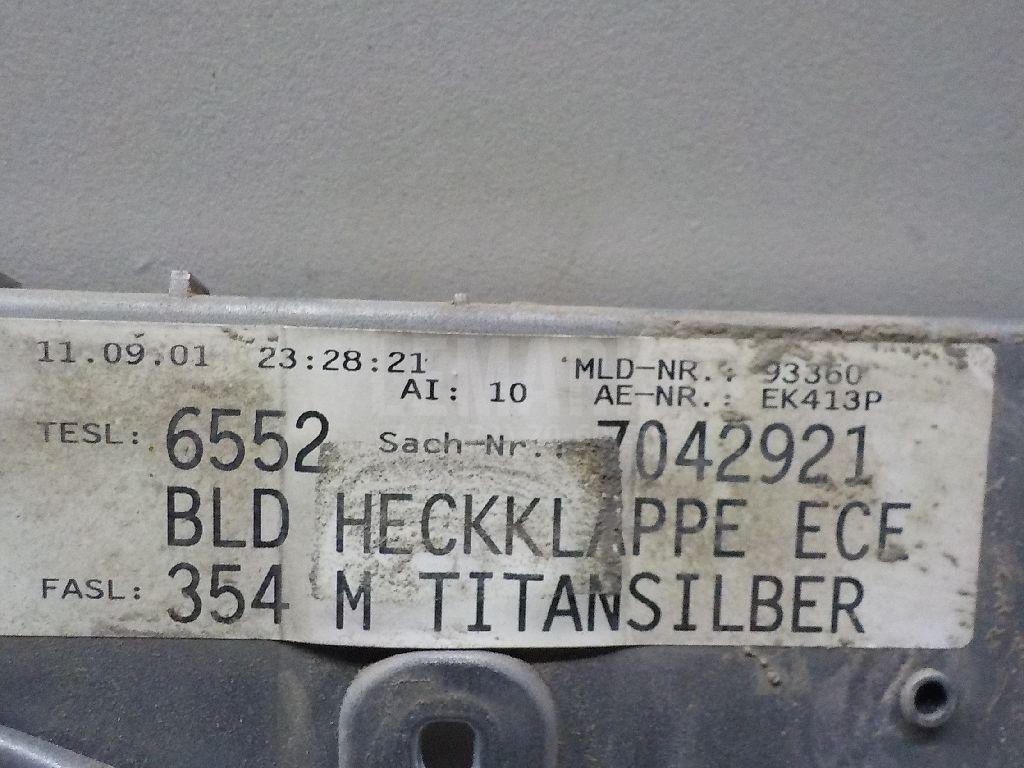 11.09.01 23:28:21 MLD-NR.: 93360
AI: 10 AE-NR.: EK413P
TESL: 6552 Sach-Nr.: 7042921
BLD HECKKLAPPE ECE
FASL: 354 M TITANSILBER